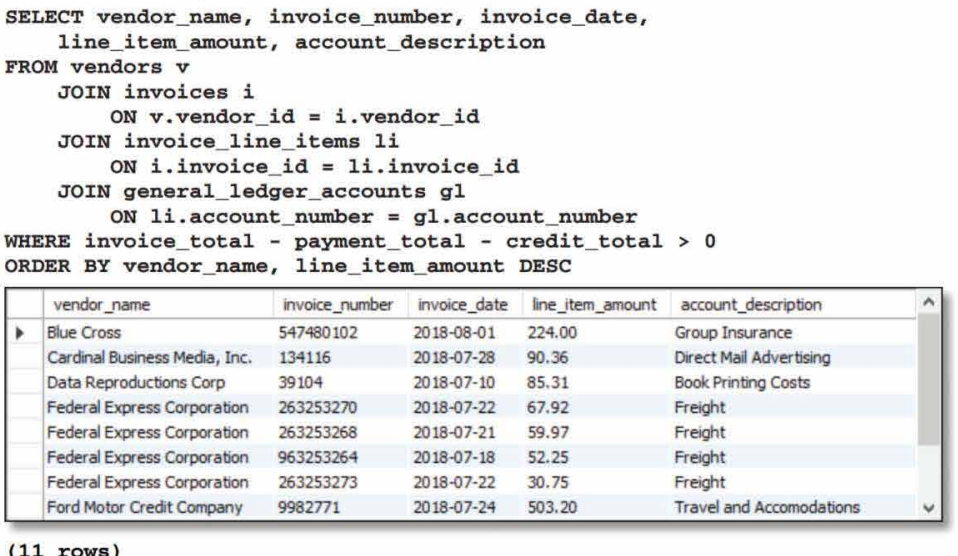 SELECT vendor_name, invoice_number, invoice_date,
line_item_amount, account_description
FROM vendors v
JOIN invoices i
ON v.vendor_id = i.vendor_id
JOIN invoice_line_items li
ON i.invoice_id = li.invoice_id
JOIN general_ledger_accounts gl
ON li.account_number = gl.account_number
WHERE invoice_total - payment_total - credit_total > 0
ORDER BY vendor_name, line_item_amount DESC
vendor_name invoice_number invoice_date line_item_amount account_description
Blue Cross 547480102 2018-08-01 224.00 Group Insurance
Cardinal Business Media, Inc. 134116 2018-07-28 90.36 Direct Mail Advertising
Data Reproductions Corp 39104 2018-07-10 85.31 Book Printing Costs
Federal Express Corporation 263253270 2018-07-22 67.92 Freight
Federal Express Corporation 263253268 2018-07-21 59.97 Freight
Federal Express Corporation 963253264 2018-07-18 52.25 Freight
Federal Express Corporation 263253273 2018-07-22 30.75 Freight
Ford Motor Credit Company 9982771 2018-07-24 503.20 Travel and Accomodations
(11 rows)